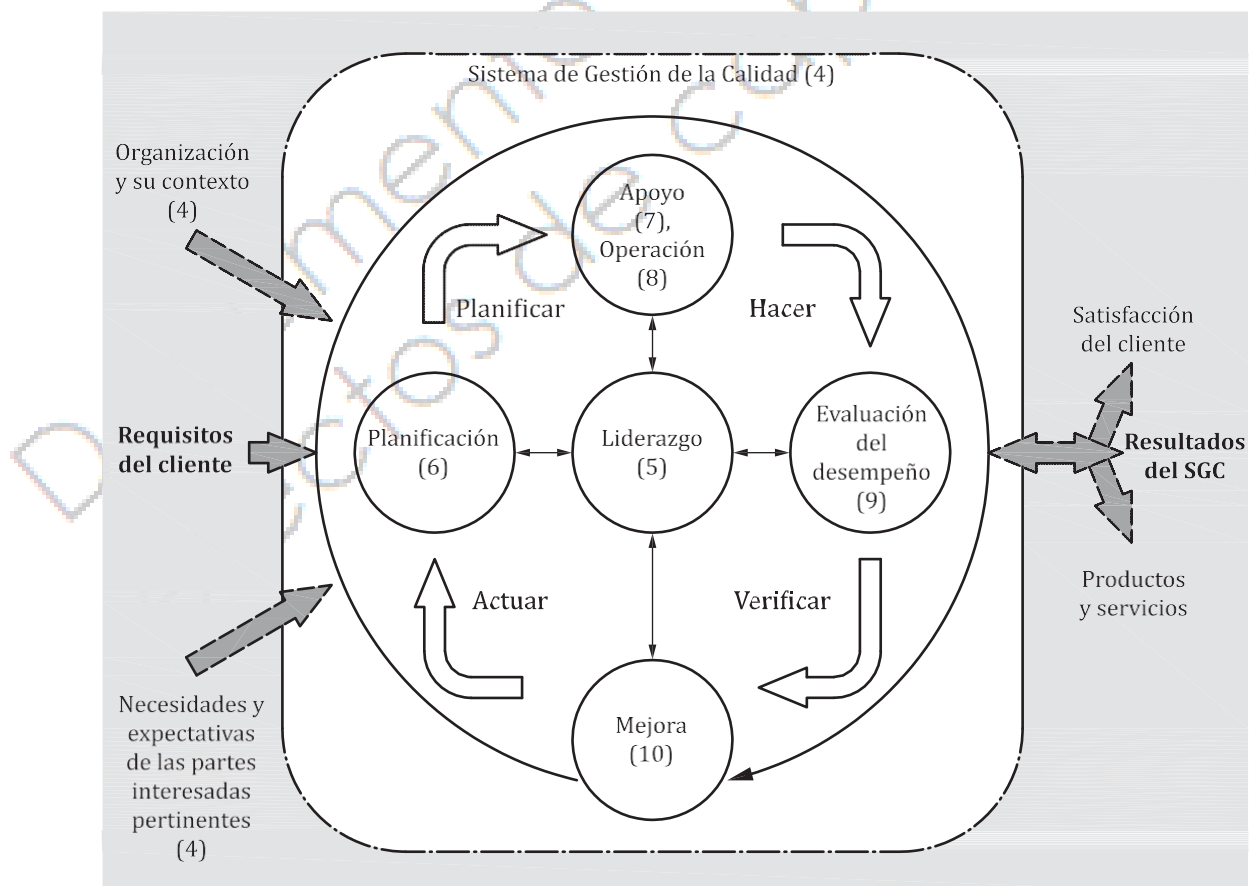 Sistema de Gestión de la Calidad (4)
Organización
y su contexto
(4)
Apoyo
(7),
Operación
(8)
Planificar
Hacer
Satisfacción
del cliente
Requisitos
del cliente
Planificación
(6)
Liderazgo
(5)
Evaluación
del
desempeño
(9)
Resultados
del SGC
Actuar
Verificar
Productos
y servicios
Necesidades y
expectativas
de las partes
interesadas
pertinentes
(4)
Mejora
(10)